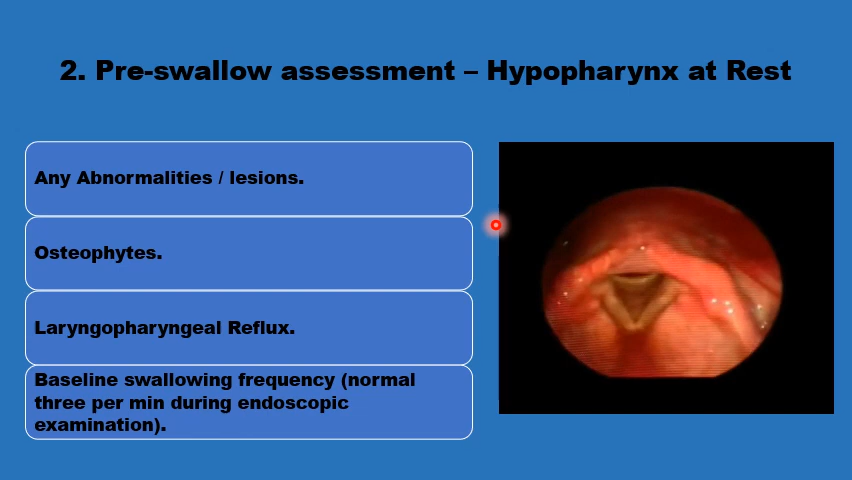 2. Pre-swallow assessment – Hypopharynx at Rest
Any Abnormalities / lesions.
Osteophytes.
Laryngopharyngeal Reflux.
Baseline swallowing frequency (normal
three per min during endoscopic
examination).